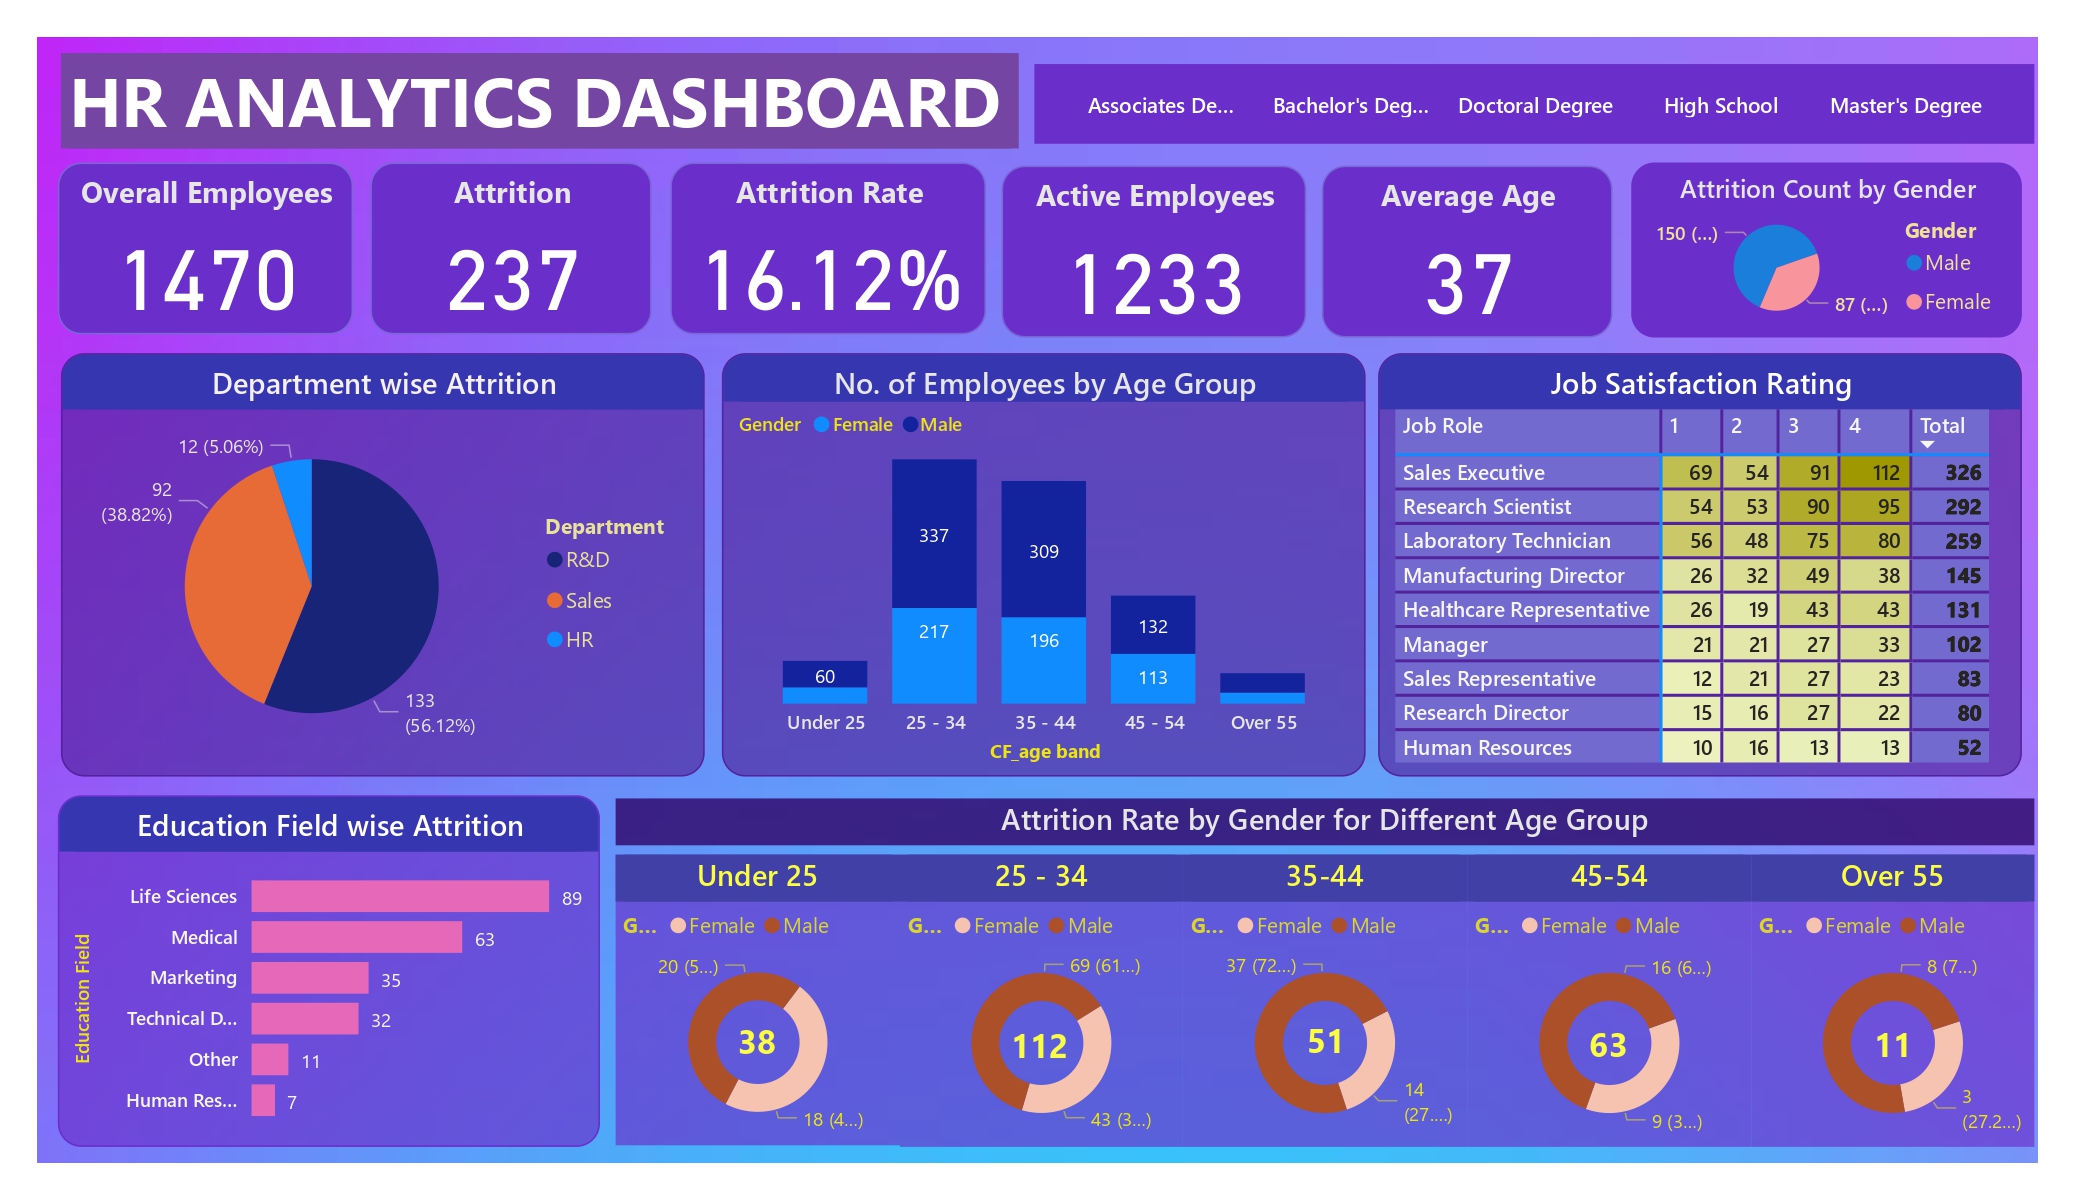 HR ANALYTICS DASHBOARD
Associates De... Bachelor's Deg... Doctoral Degree High School Master's Degree
Overall Employees
1470
Attrition
237
Attrition Rate
16.12%
Active Employees
1233
Average Age
37
Attrition Count by Gender
150 (...)
87 (...)
Gender
Male
Female
Department wise Attrition
12 (5.06%)
92
(38.82%)
133
(56.12%)
Department
R&D
Sales
HR
No. of Employees by Age Group
Gender Female Male
60
337
217
309
196
132
113
Under 25 25 - 34 35 - 44 45 - 54 Over 55
CF_age band
Job Satisfaction Rating
Job Role 1 2 3 4 Total
Sales Executive 69 54 91 112 326
Research Scientist 54 53 90 95 292
Laboratory Technician 56 48 75 80 259
Manufacturing Director 26 32 49 38 145
Healthcare Representative 26 19 43 43 131
Manager 21 21 27 33 102
Sales Representative 12 21 27 23 83
Research Director 15 16 27 22 80
Human Resources 10 16 13 13 52
Education Field wise Attrition
Education Field
Life Sciences 89
Medical 63
Marketing 35
Technical D... 32
Other 11
Human Res... 7
Attrition Rate by Gender for Different Age Group
Under 25
G... Female Male
20 (5...)
38
18 (4...)
25 - 34
G... Female Male
69 (61...)
112
43 (3...)
35-44
G... Female Male
37 (72...)
51
14
(27....)
45-54
G... Female Male
16 (6...)
63
9 (3...)
Over 55
G... Female Male
8 (7...)
11
3
(27.2...)